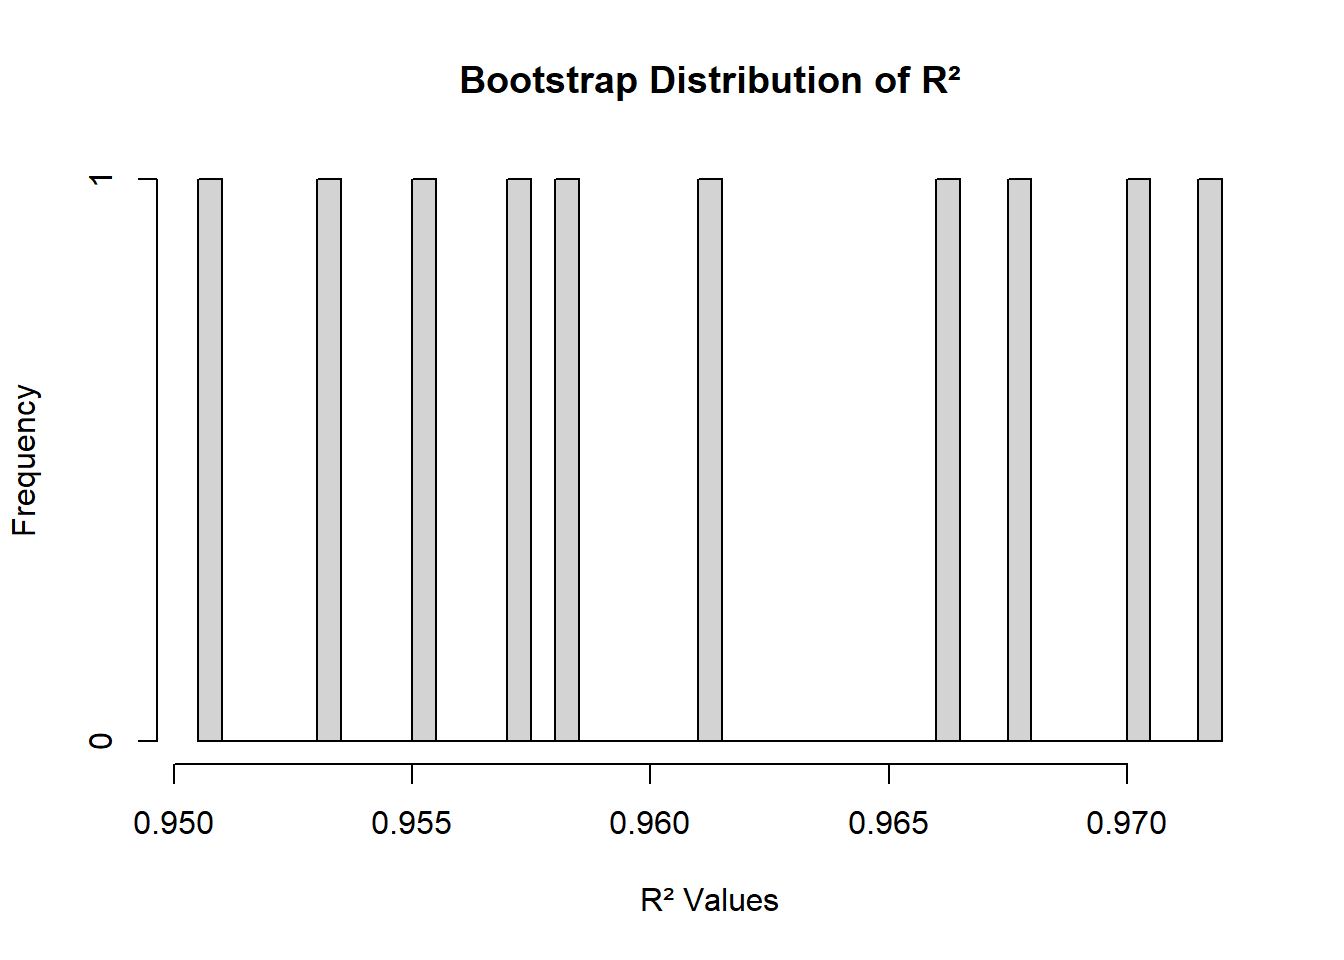 Bootstrap Distribution of R²
1
0
Frequency
0.950 0.955 0.960 0.965 0.970
R² Values